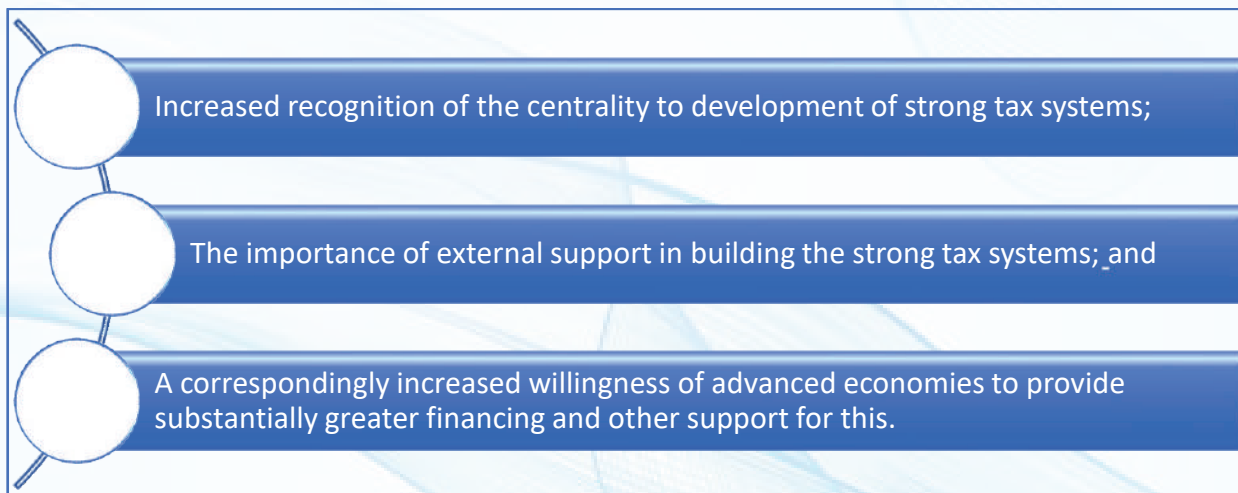 Increased recognition of the centrality to development of strong tax systems;
The importance of external support in building the strong tax systems; and
A correspondingly increased willingness of advanced economies to provide
substantially greater financing and other support for this.